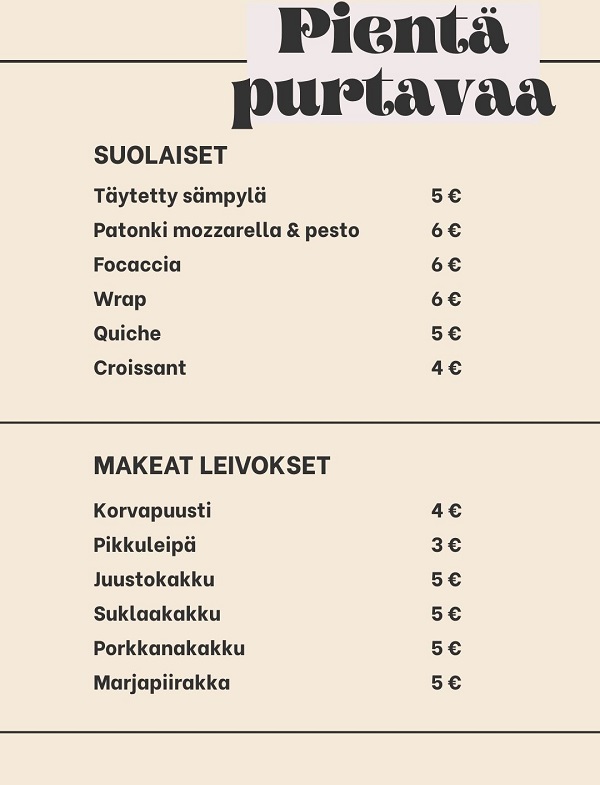 Pientä
purtavaa
SUOLAISET
Täytetty sämpylä 5 €
Patonki mozzarella & pesto 6 €
Focaccia 6 €
Wrap 6 €
Quiche 5 €
Croissant 4 €
MAKEAT LEIVOKSET
Korvapuusti 4 €
Pikkuleipä 3 €
Juustokakku 5 €
Suklaakakku 5 €
Porkkanakakku 5 €
Marjapiirakka 5 €